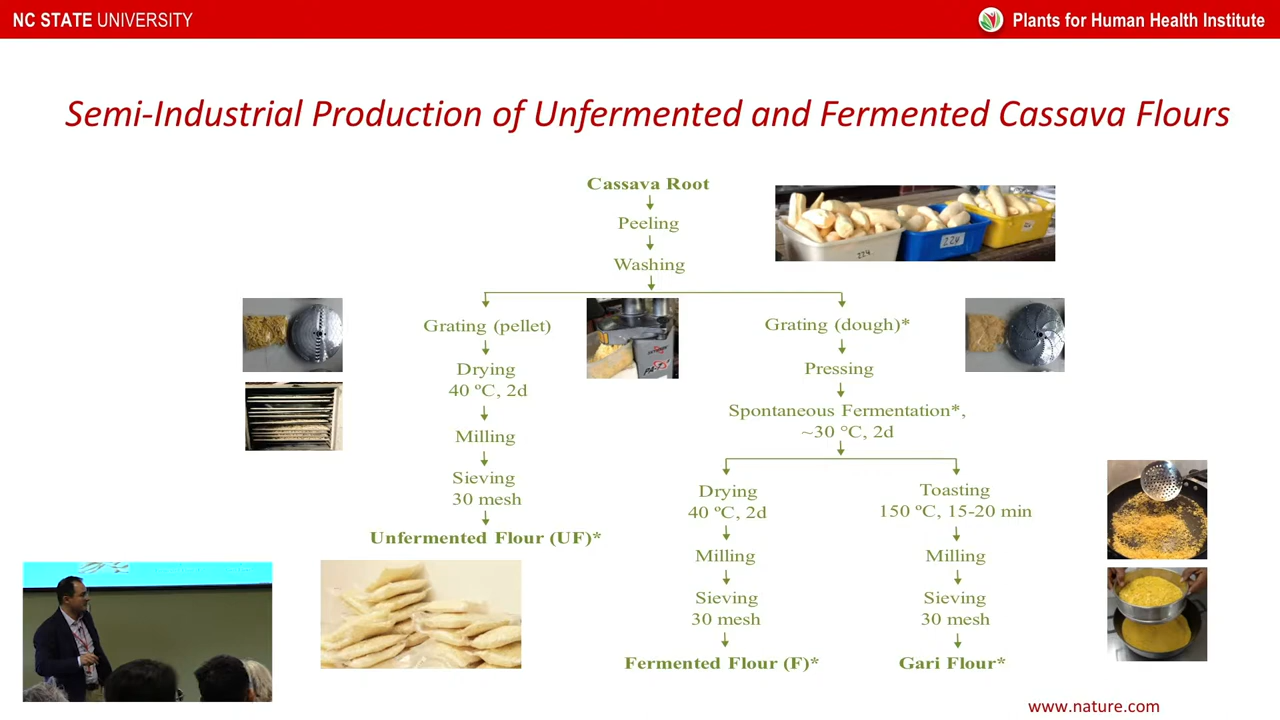 NC STATE UNIVERSITY
Plants for Human Health Institute
Semi-Industrial Production of Unfermented and Fermented Cassava Flours
Cassava Root
Peeling
Washing
Grating (pellet)
Drying
40 ºC, 2d
Milling
Sieving
30 mesh
Unfermented Flour (UF)*
Grating (dough)*
Pressing
Spontaneous Fermentation*,
~30 °C, 2d
Drying
40 ºC, 2d
Milling
Sieving
30 mesh
Fermented Flour (F)*
Toasting
150 ºC, 15-20 min
Milling
Sieving
30 mesh
Gari Flour*
224
224
www.nature.com